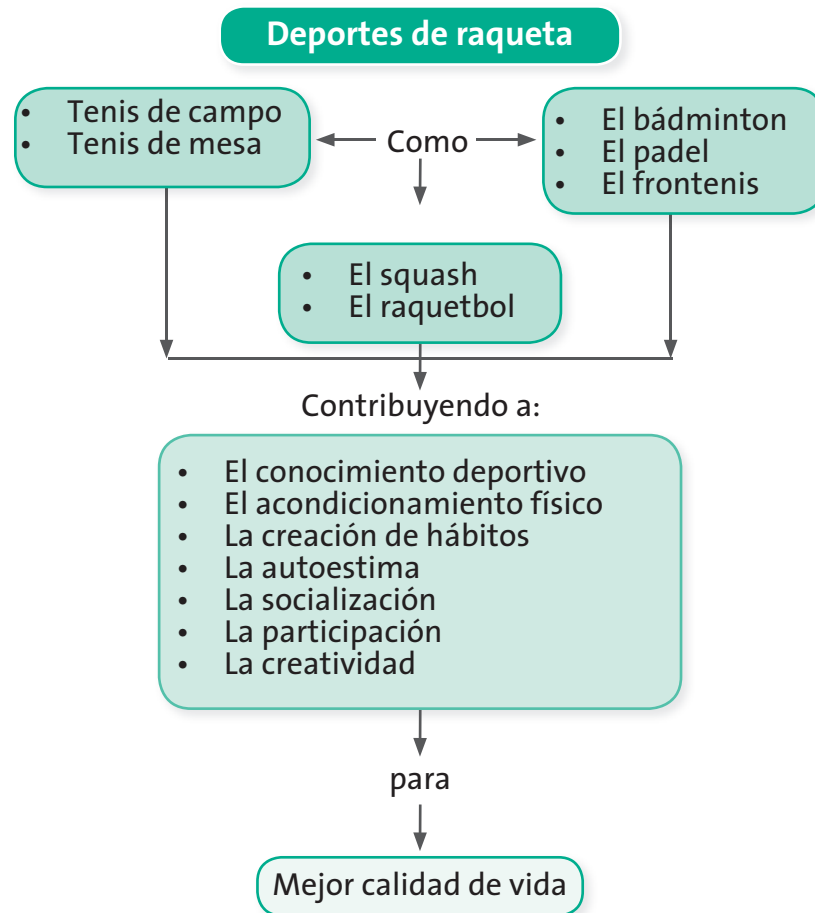 Deportes de raqueta
• Tenis de campo
• Tenis de mesa
Como
• El bádminton
• El padel
• El frontenis
• El squash
• El raquetbol
Contribuyendo a:
• El conocimiento deportivo
• El acondicionamiento físico
• La creación de hábitos
• La autoestima
• La socialización
• La participación
• La creatividad
para
Mejor calidad de vida